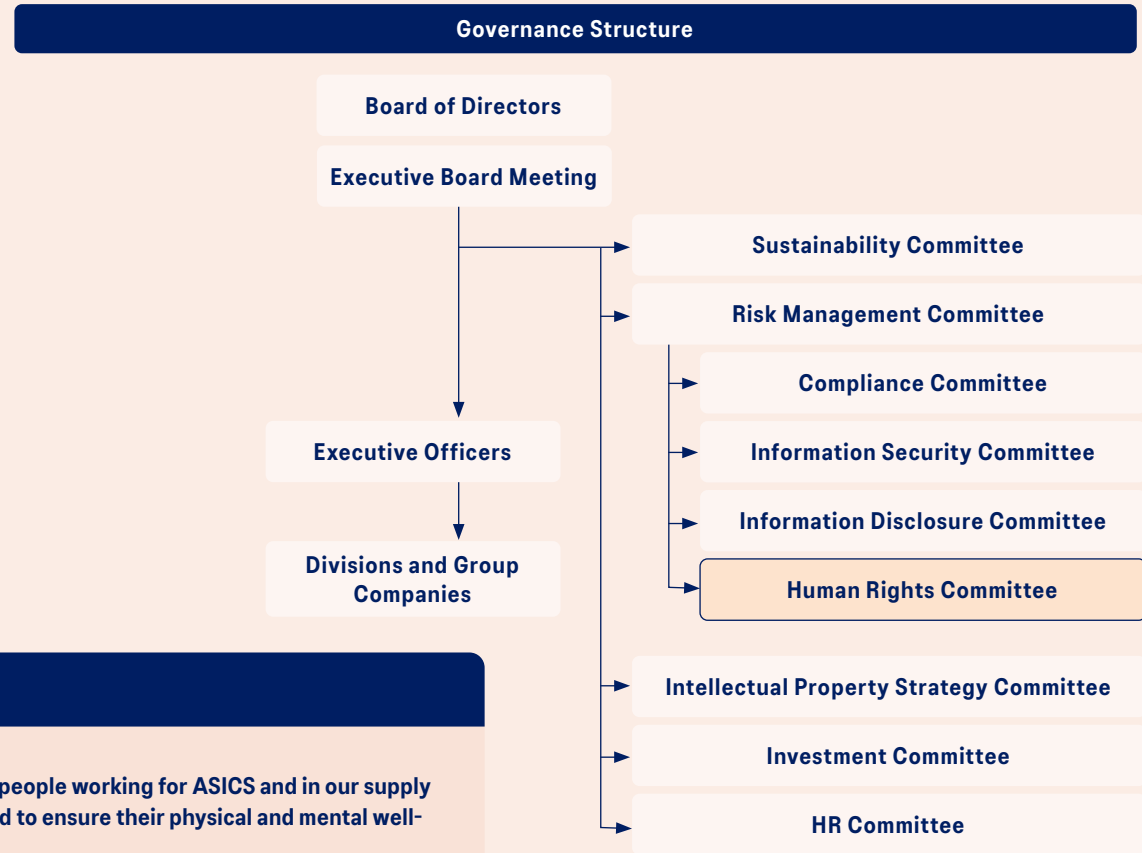 Governance Structure
Board of Directors
Executive Board Meeting
Sustainability Committee
Risk Management Committee
Compliance Committee
Information Security Committee
Information Disclosure Committee
Human Rights Committee
Executive Officers
Divisions and Group
Companies
Intellectual Property Strategy Committee
Investment Committee
HR Committee
people working for ASICS and in our supply
d to ensure their physical and mental well-